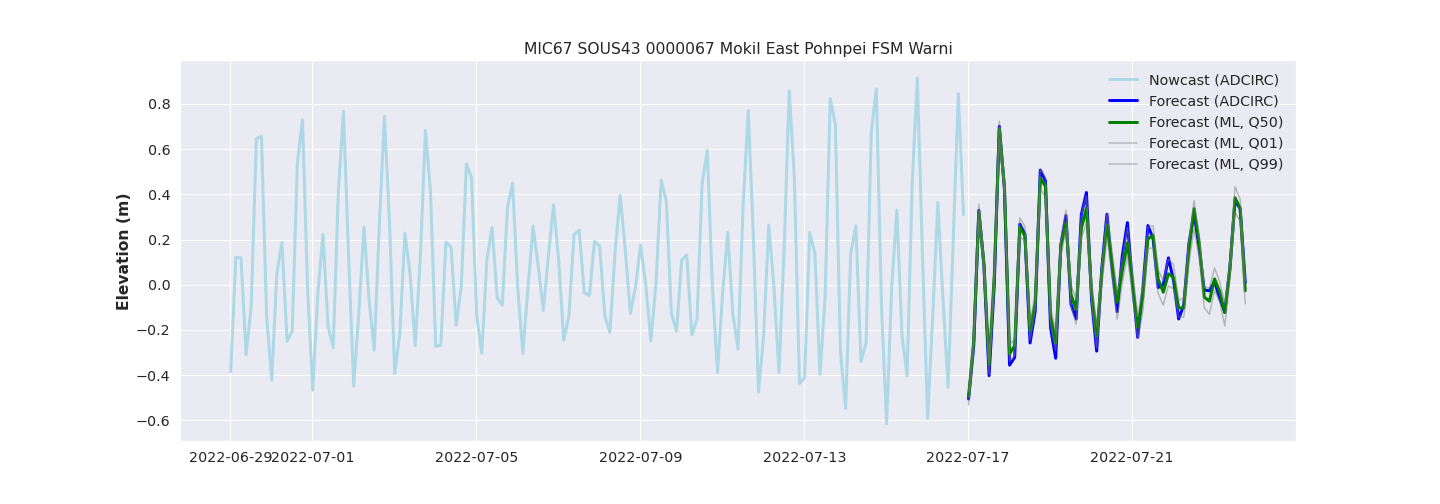 MIC67 SOUS43 0000067 Mokil East Pohnpei FSM Warni
Nowcast (ADCIRC)
Forecast (ADCIRC)
Forecast (ML, Q50)
Forecast (ML, Q01)
Forecast (ML, Q99)
Elevation (m)
0.8
0.6
0.4
0.2
0.0
−0.2
−0.4
−0.6
2022-06-29 2022-07-01 2022-07-05 2022-07-09 2022-07-13 2022-07-17 2022-07-21